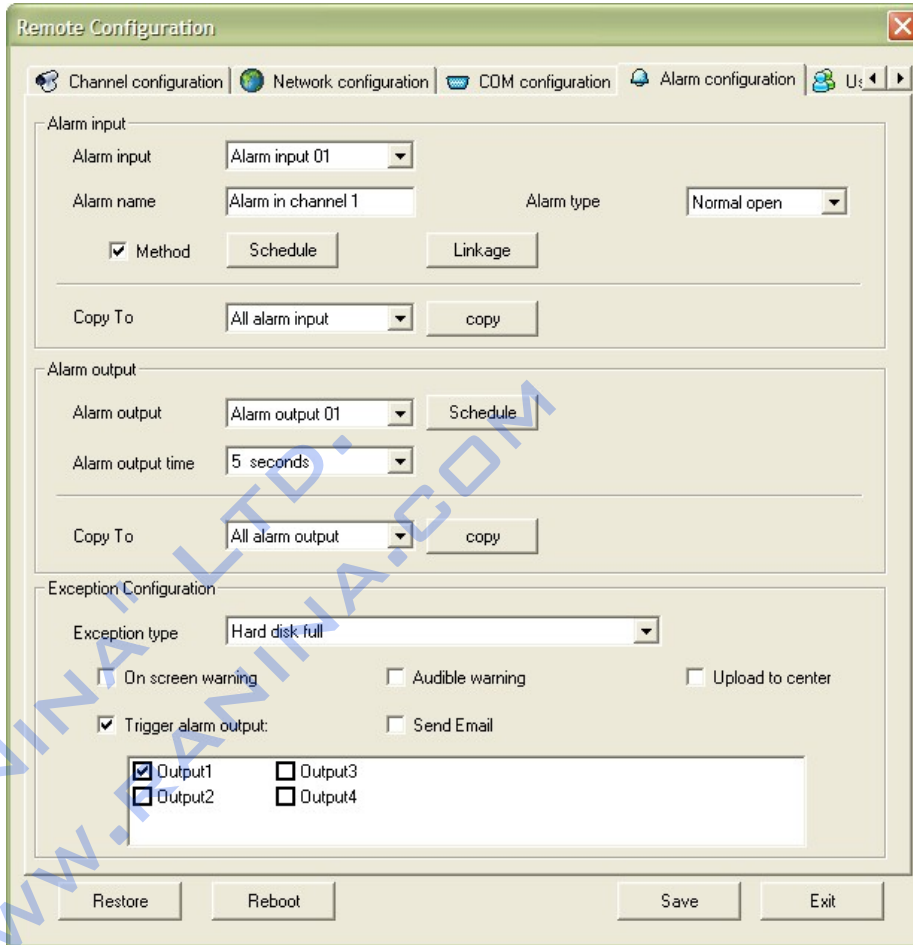 Remote Configuration
Channel configuration Network configuration COM configuration Alarm configuration
Alarm input
Alarm input Alarm input 01
Alarm name Alarm in channel 1 Alarm type Normal open
Method Schedule Linkage
Copy To All alarm input copy
Alarm output
Alarm output Alarm output 01 Schedule
Alarm output time 5 seconds
Copy To All alarm output copy
Exception Configuration
Exception type Hard disk full
On screen warning Audible warning Upload to center
Trigger alarm output: Send Email
Output1 Output3
Output2 Output4
Restore Reboot Save Exit
" LTD.
WWW.RANINA.COM